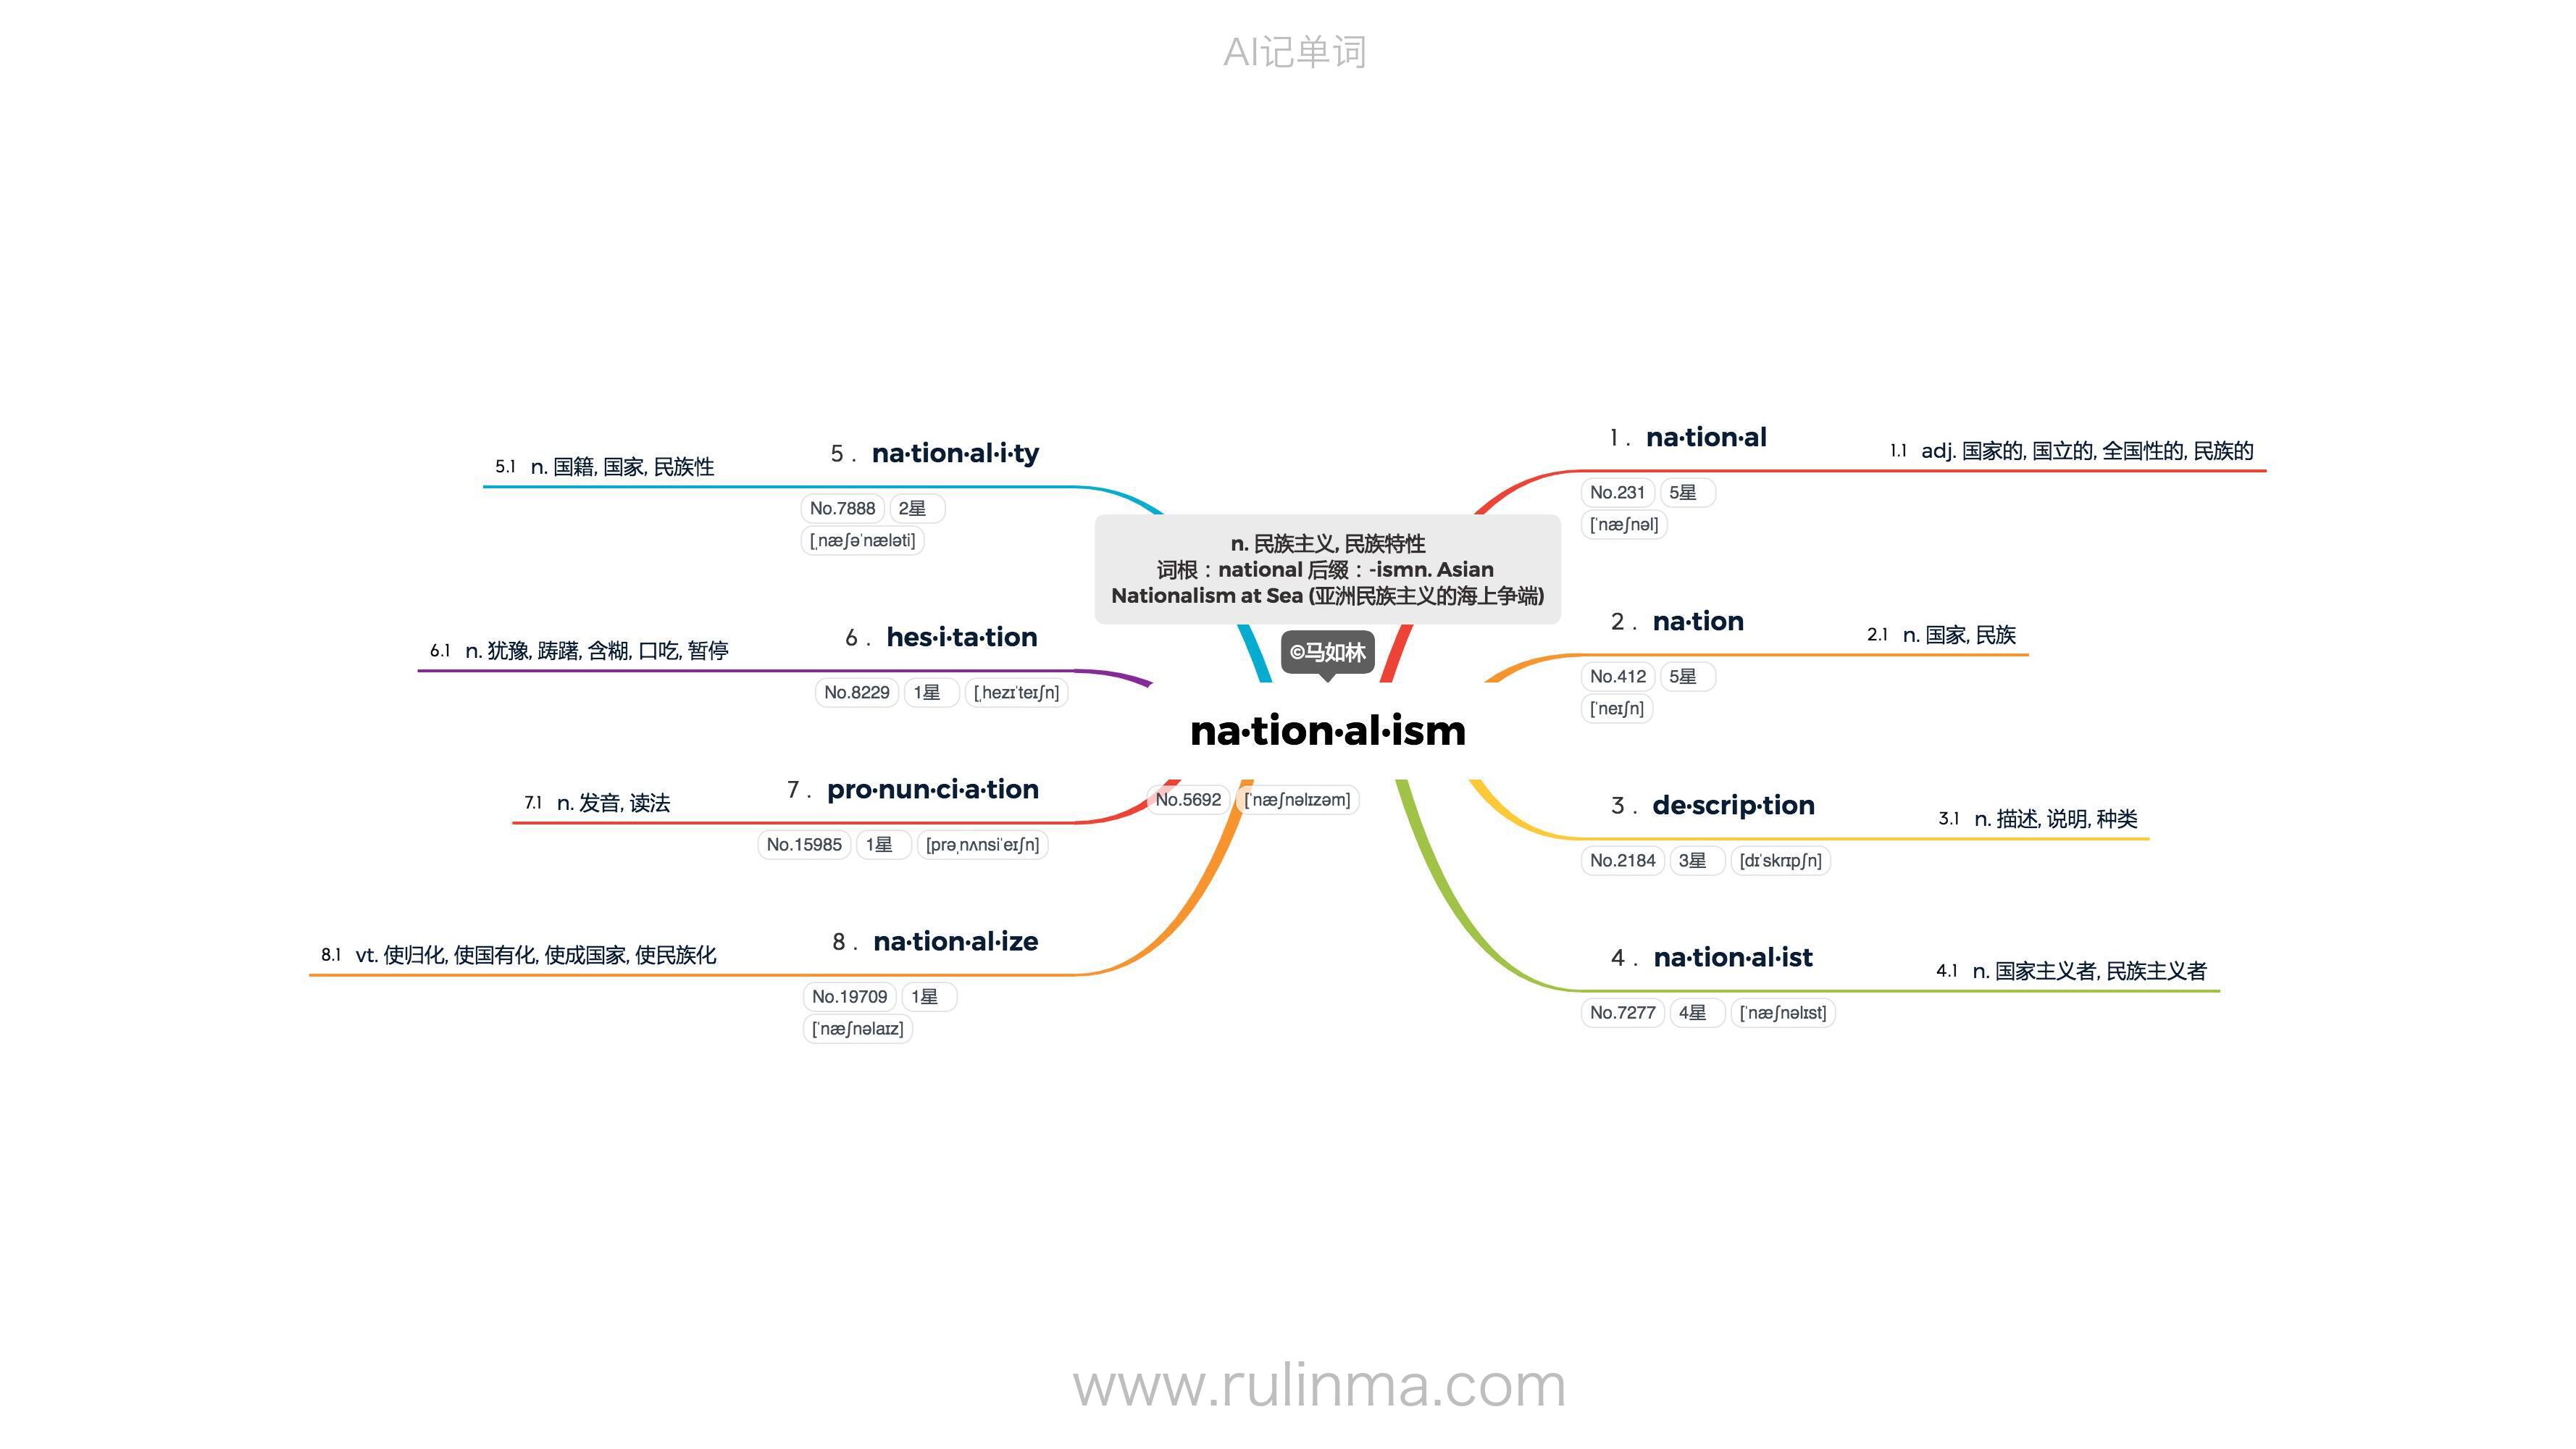 AI记单词
n. 民族主义, 民族特性
词根：national 后缀：-ismn. Asian
Nationalism at Sea (亚洲民族主义的海上争端)
©马如林
na·tion·al·ism
No.5692 [ˈnæʃnəlɪzəm]
1 . na·tion·al
1.1 adj. 国家的, 国立的, 全国性的, 民族的
No.231 5星
[ˈnæʃnəl]
2 . na·tion
2.1 n. 国家, 民族
No.412 5星
[ˈneɪʃn]
3 . de·scrip·tion
3.1 n. 描述, 说明, 种类
No.2184 3星 [dɪˈskrɪpʃn]
4 . na·tion·al·ist
4.1 n. 国家主义者, 民族主义者
No.7277 4星 [ˈnæʃnəlɪst]
5 . na·tion·al·i·ty
5.1 n. 国籍, 国家, 民族性
No.7888 2星
[ˌnæʃəˈnæləti]
6 . hes·i·ta·tion
6.1 n. 犹豫, 踌躇, 含糊, 口吃, 暂停
No.8229 1星 [ˌhezɪˈteɪʃn]
7 . pro·nun·ci·a·tion
7.1 n. 发音, 读法
No.15985 1星 [prəˌnʌnsiˈeɪʃn]
8 . na·tion·al·ize
8.1 vt. 使归化, 使国有化, 使成国家, 使民族化
No.19709 1星
[ˈnæʃnəlaɪz]
www.rulinma.com